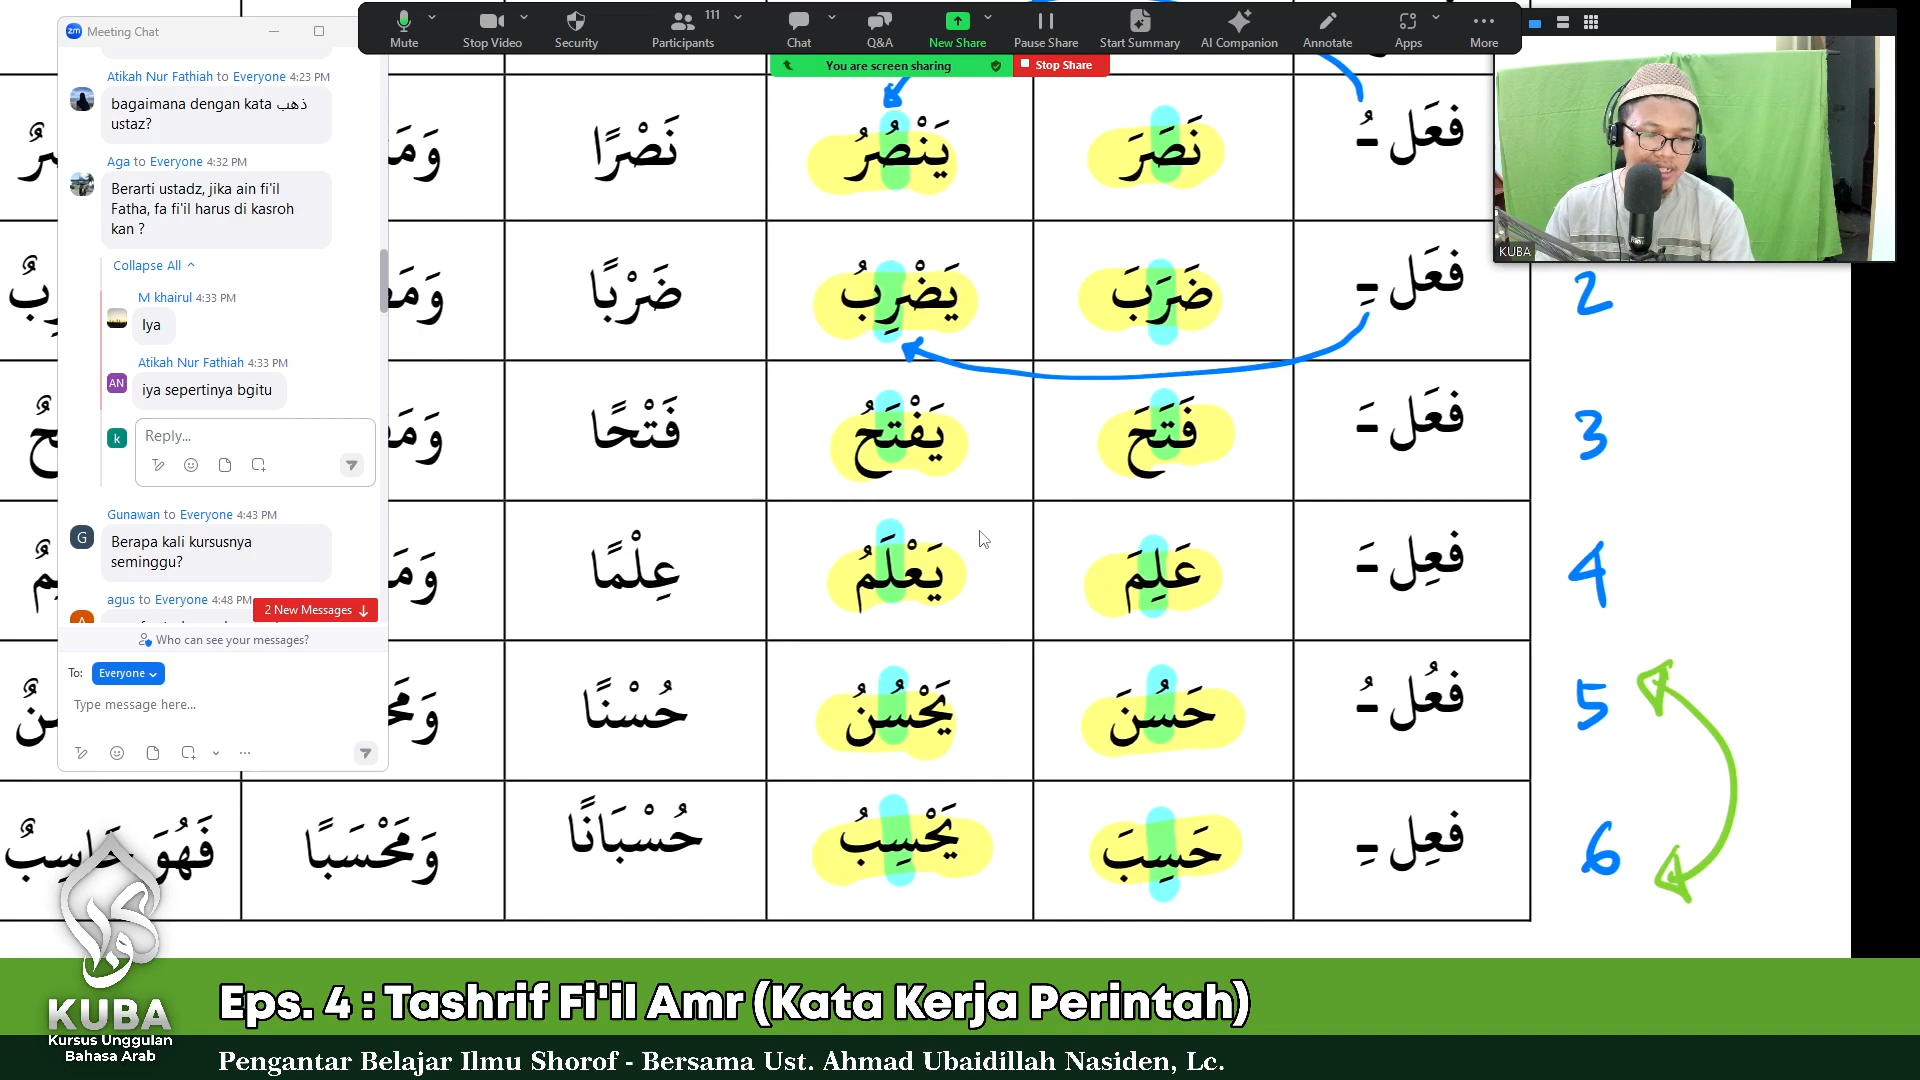 Meeting Chat
Mute
Stop Video
Security
Participants
111
Chat
Q&A
New Share
Pause Share
Start Summary
AI Companion
Annotate
Apps
More
You are screen sharing
Stop Share
Atikah Nur Fathiah to Everyone 4:23 PM
bagaimana dengan kata ذهب
ustaz?
Aga to Everyone 4:32 PM
Berarti ustadz, jika ain fi'il
Fatha, fa fi'il harus di kasroh
kan ?
Collapse All
M khairul 4:33 PM
Iya
Atikah Nur Fathiah 4:33 PM
AN
iya sepertinya bgitu
k
Reply...
Gunawan to Everyone 4:43 PM
G
Berapa kali kursusnya
seminggu?
agus to Everyone 4:48 PM
2 New Messages
Who can see your messages?
To: Everyone
Type message here...
KUBA
فَعَل ـُ نَصَرَ يَنْصُرُ نَصْرًا
فَعَل ـِ ضَرَبَ يَضْرِبُ ضَرْبًا
2
فَعَل ـَ فَتَحَ يَفْتَحُ فَتْحًا
3
فَعِل ـَ عَلِمَ يَعْلَمُ عِلْمًا
4
فَعُل ـُ حَسُنَ يَحْسُنُ حُسْنًا
5
فَعِل ـِ حَسِبَ يَحْسِبُ حُسْبَانًا وَمَحْسَبًا فَهُوَ حَاسِبٌ
6
KUBA
Kursus Unggulan
Bahasa Arab
Eps. 4 : Tashrif Fi'il Amr (Kata Kerja Perintah)
Pengantar Belajar Ilmu Shorof - Bersama Ust. Ahmad Ubaidillah Nasiden, Lc.